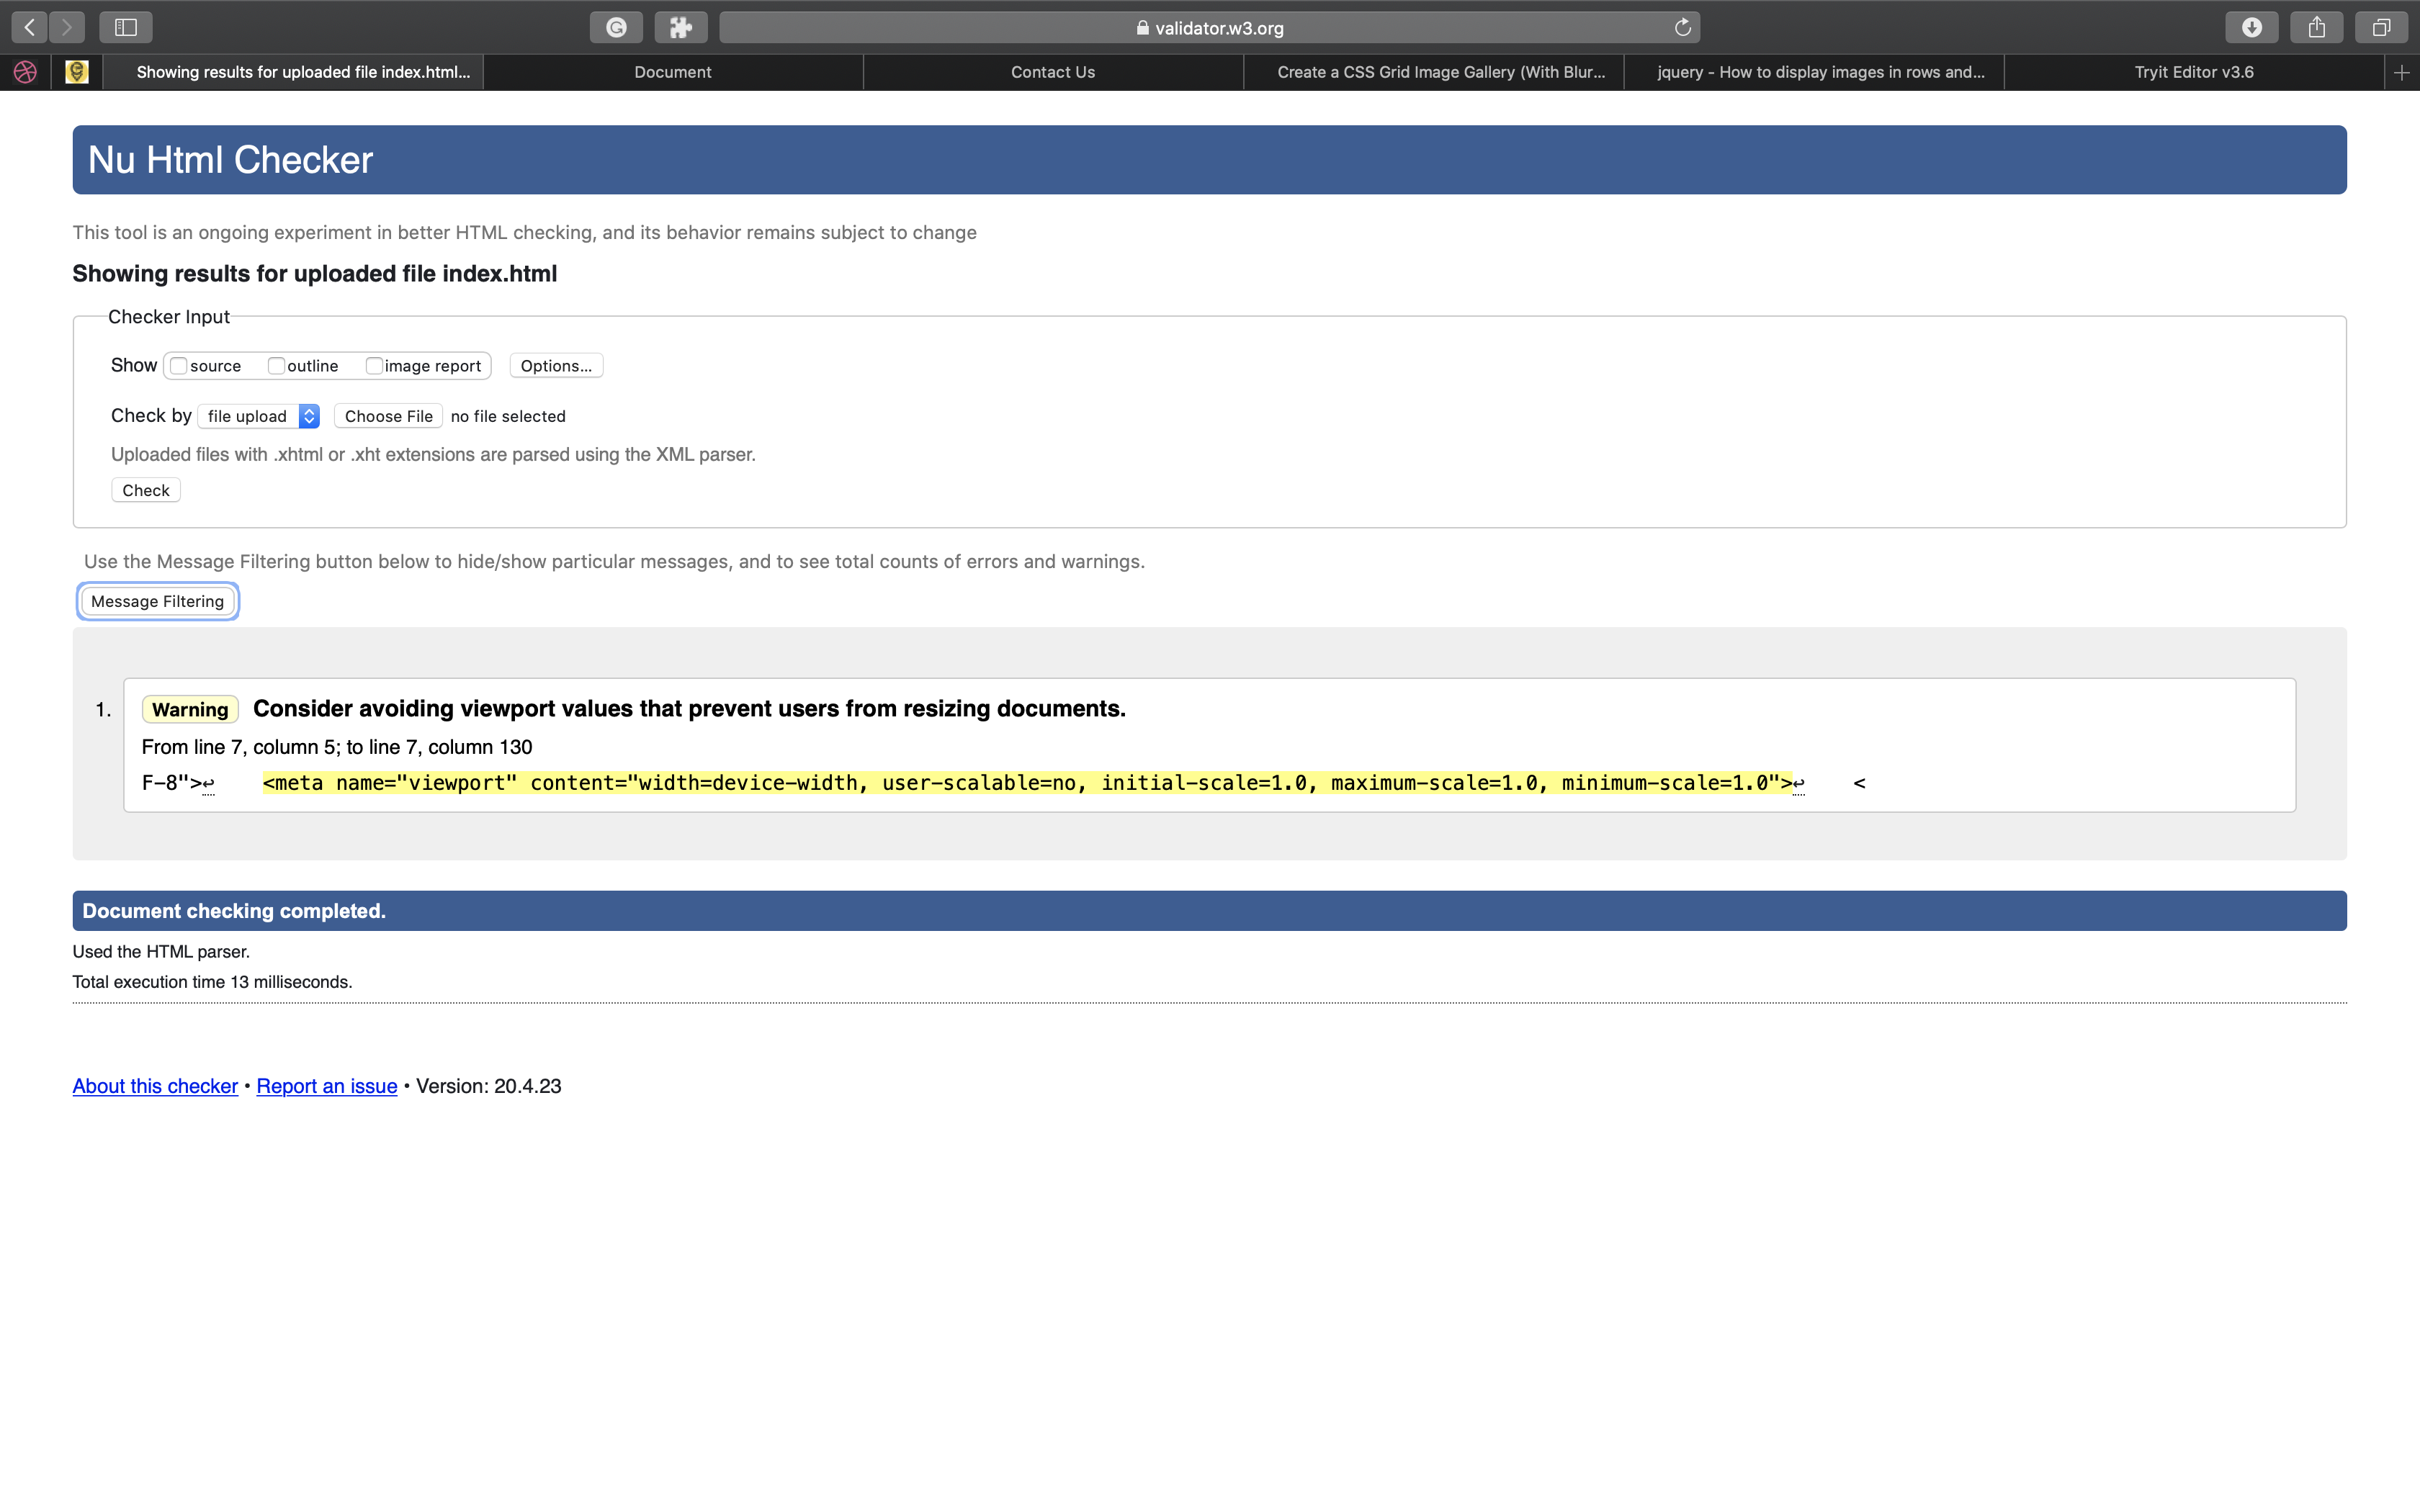 validator.w3.org
Showing results for uploaded file index.html...
Document
Contact Us
Create a CSS Grid Image Gallery (With Blur...
jquery - How to display images in rows and...
Tryit Editor v3.6
Nu Html Checker
This tool is an ongoing experiment in better HTML checking, and its behavior remains subject to change
Showing results for uploaded file index.html
Checker Input
Show source outline image report Options...
Check by file upload Choose File no file selected
Uploaded files with .xhtml or .xht extensions are parsed using the XML parser.
Check
Use the Message Filtering button below to hide/show particular messages, and to see total counts of errors and warnings.
Message Filtering
1. Warning Consider avoiding viewport values that prevent users from resizing documents.
From line 7, column 5; to line 7, column 130
F-8">↩ <meta name="viewport" content="width=device-width, user-scalable=no, initial-scale=1.0, maximum-scale=1.0, minimum-scale=1.0">↩ <
Document checking completed.
Used the HTML parser.
Total execution time 13 milliseconds.
About this checker • Report an issue • Version: 20.4.23